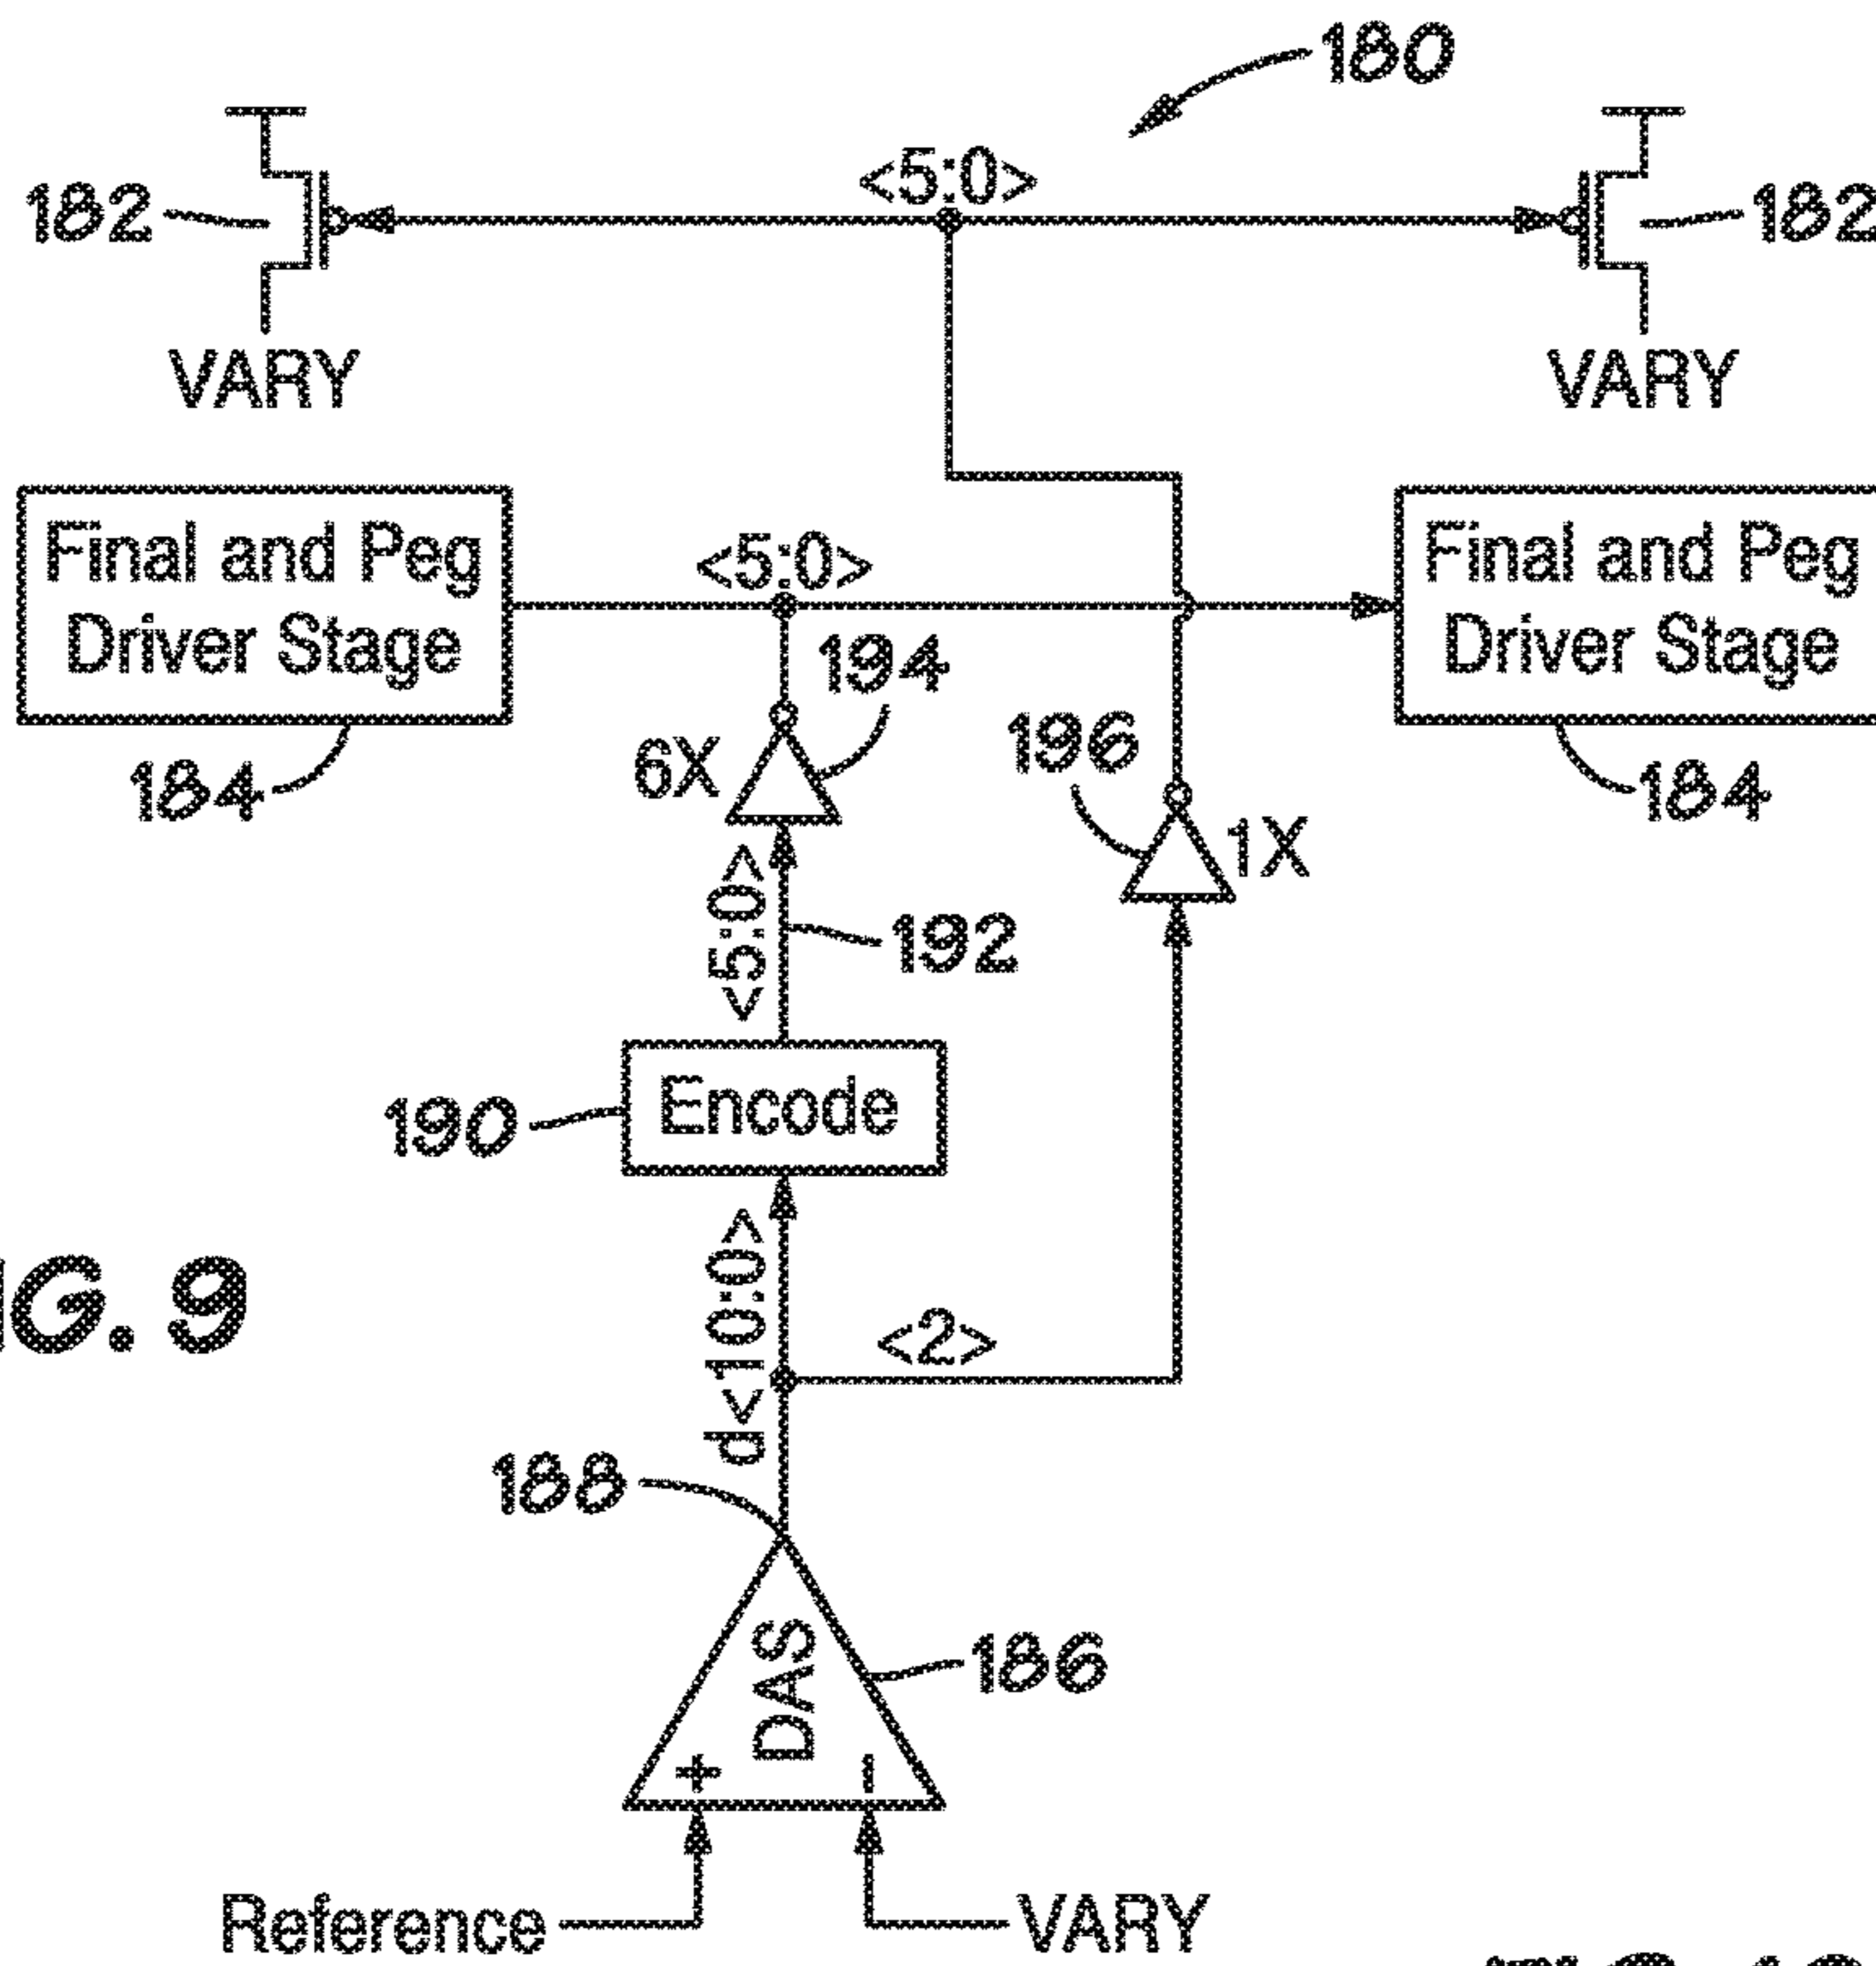 180
<5:0>
182
182
VARY
VARY
Final and Peg
Driver Stage
<5:0>
Final and Peg
Driver Stage
194
196
6X
184
1X
184
<5:0>
192
190
Encode
d<10:0>
<2>
IG. 9
188
DAS
186
+
–
Reference
VARY